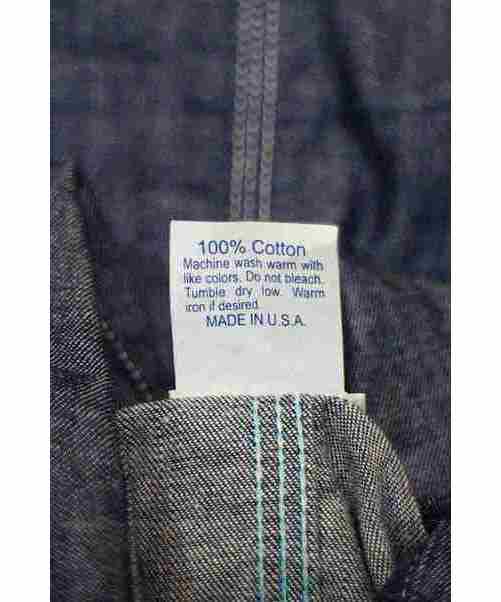 100% Cotton
Machine wash warm with
like colors. Do not bleach.
Tumble dry low. Warm
iron if desired.
MADE IN U.S.A.